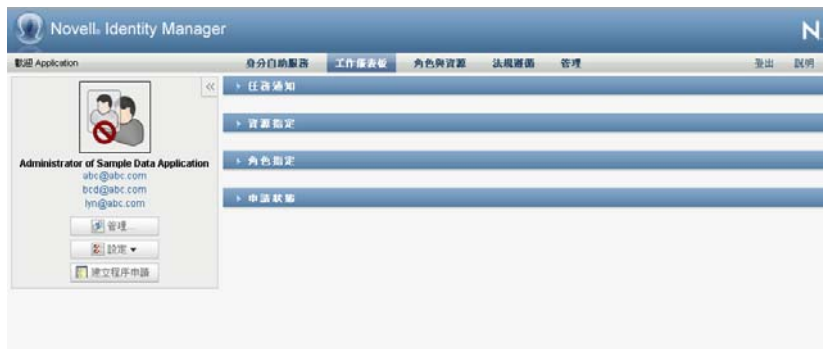 Novell® Identity Manager
N
歡迎 Application
身分自助服務 工作儀表板 角色與資源 法規遵循 管理 登出 說明
任務通知
資源指定
角色指定
申請狀態
Administrator of Sample Data Application
abc@abc.com
bcd@abc.com
lyn@abc.com
管理...
設定
建立程序申請